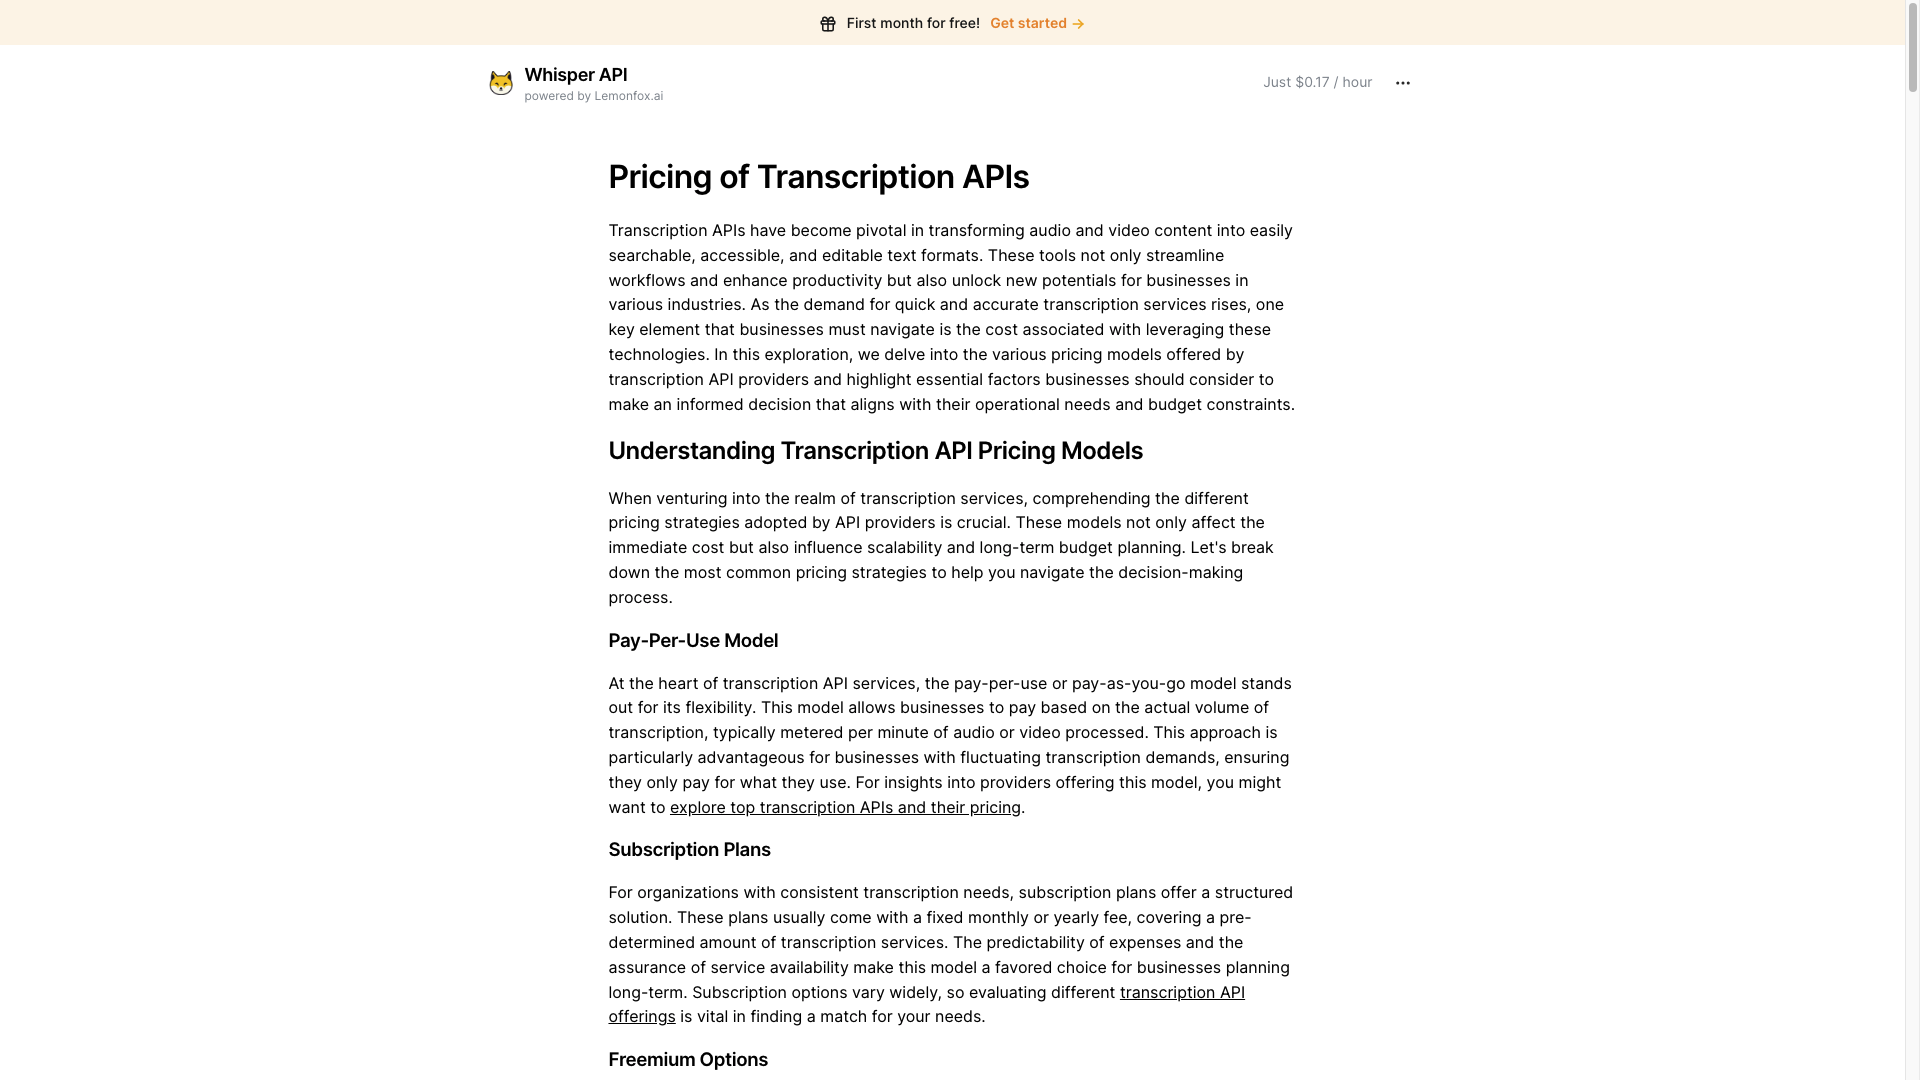 First month for free! Get started →
Whisper API
powered by Lemonfox.ai
Just $0.17 / hour
Pricing of Transcription APIs
Transcription APIs have become pivotal in transforming audio and video content into easily
searchable, accessible, and editable text formats. These tools not only streamline
workflows and enhance productivity but also unlock new potentials for businesses in
various industries. As the demand for quick and accurate transcription services rises, one
key element that businesses must navigate is the cost associated with leveraging these
technologies. In this exploration, we delve into the various pricing models offered by
transcription API providers and highlight essential factors businesses should consider to
make an informed decision that aligns with their operational needs and budget constraints.
Understanding Transcription API Pricing Models
When venturing into the realm of transcription services, comprehending the different
pricing strategies adopted by API providers is crucial. These models not only affect the
immediate cost but also influence scalability and long-term budget planning. Let's break
down the most common pricing strategies to help you navigate the decision-making
process.
Pay-Per-Use Model
At the heart of transcription API services, the pay-per-use or pay-as-you-go model stands
out for its flexibility. This model allows businesses to pay based on the actual volume of
transcription, typically metered per minute of audio or video processed. This approach is
particularly advantageous for businesses with fluctuating transcription demands, ensuring
they only pay for what they use. For insights into providers offering this model, you might
want to explore top transcription APIs and their pricing.
Subscription Plans
For organizations with consistent transcription needs, subscription plans offer a structured
solution. These plans usually come with a fixed monthly or yearly fee, covering a pre-
determined amount of transcription services. The predictability of expenses and the
assurance of service availability make this model a favored choice for businesses planning
long-term. Subscription options vary widely, so evaluating different transcription API
offerings is vital in finding a match for your needs.
Freemium Options